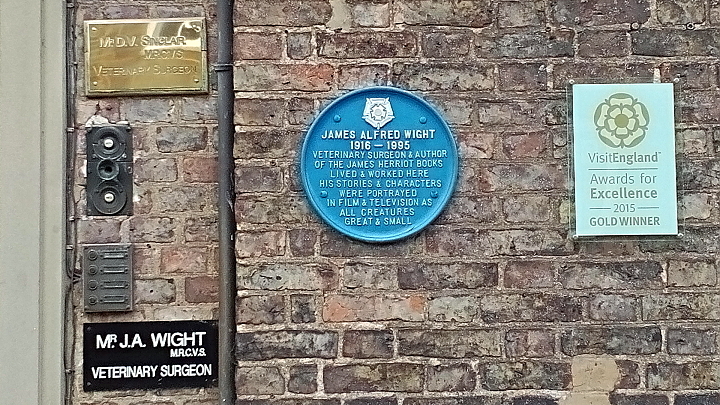 MR D.V. SINCLAIR
M.R.C.V.S.
VETERINARY SURGEON
JAMES ALFRED WIGHT
1916 — 1995
VETERINARY SURGEON & AUTHOR
OF THE JAMES HERRIOT BOOKS
LIVED & WORKED HERE
HIS STORIES & CHARACTERS
WERE PORTRAYED
IN FILM & TELEVISION AS
ALL CREATURES
GREAT & SMALL
VisitEngland™
Awards for
Excellence
2015
GOLD WINNER
MR. J.A. WIGHT
M.R.C.V.S.
VETERINARY SURGEON